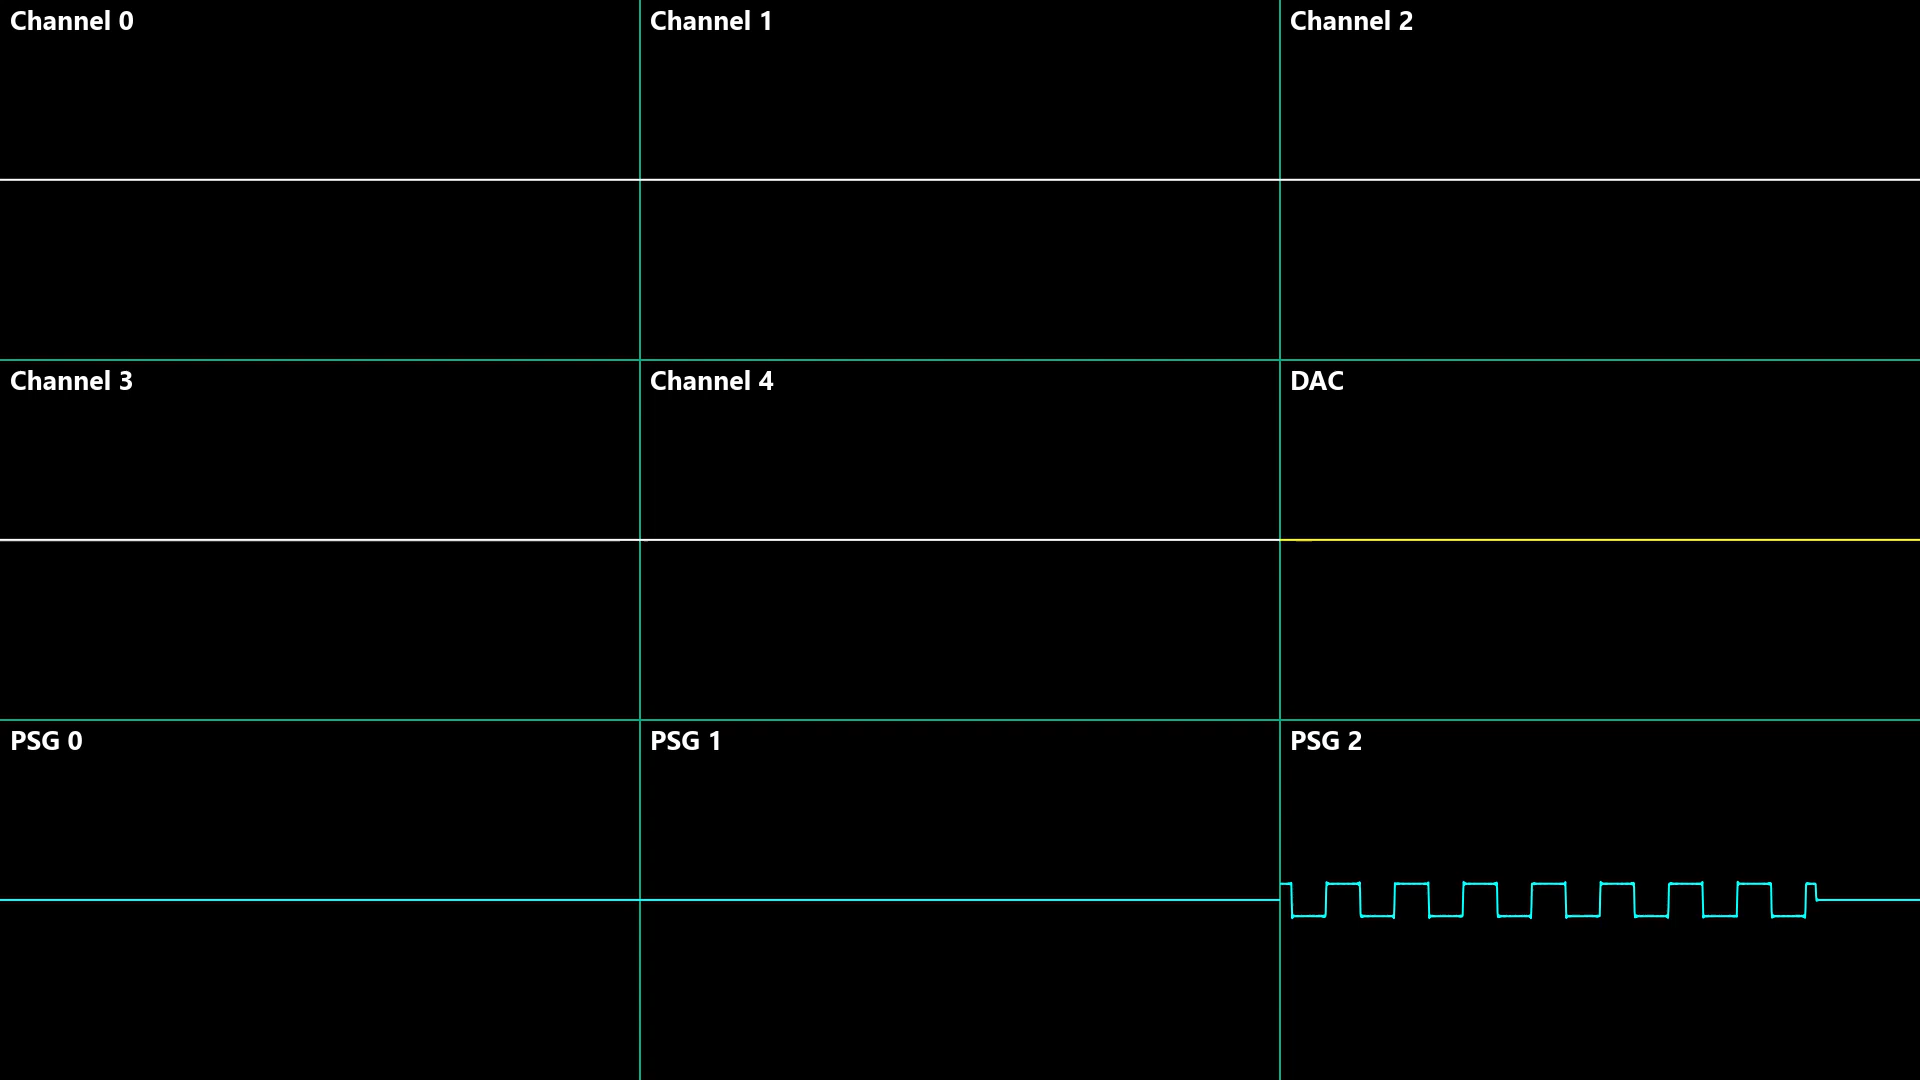 Channel 0
Channel 1
Channel 2
Channel 3
Channel 4
DAC
PSG 0
PSG 1
PSG 2